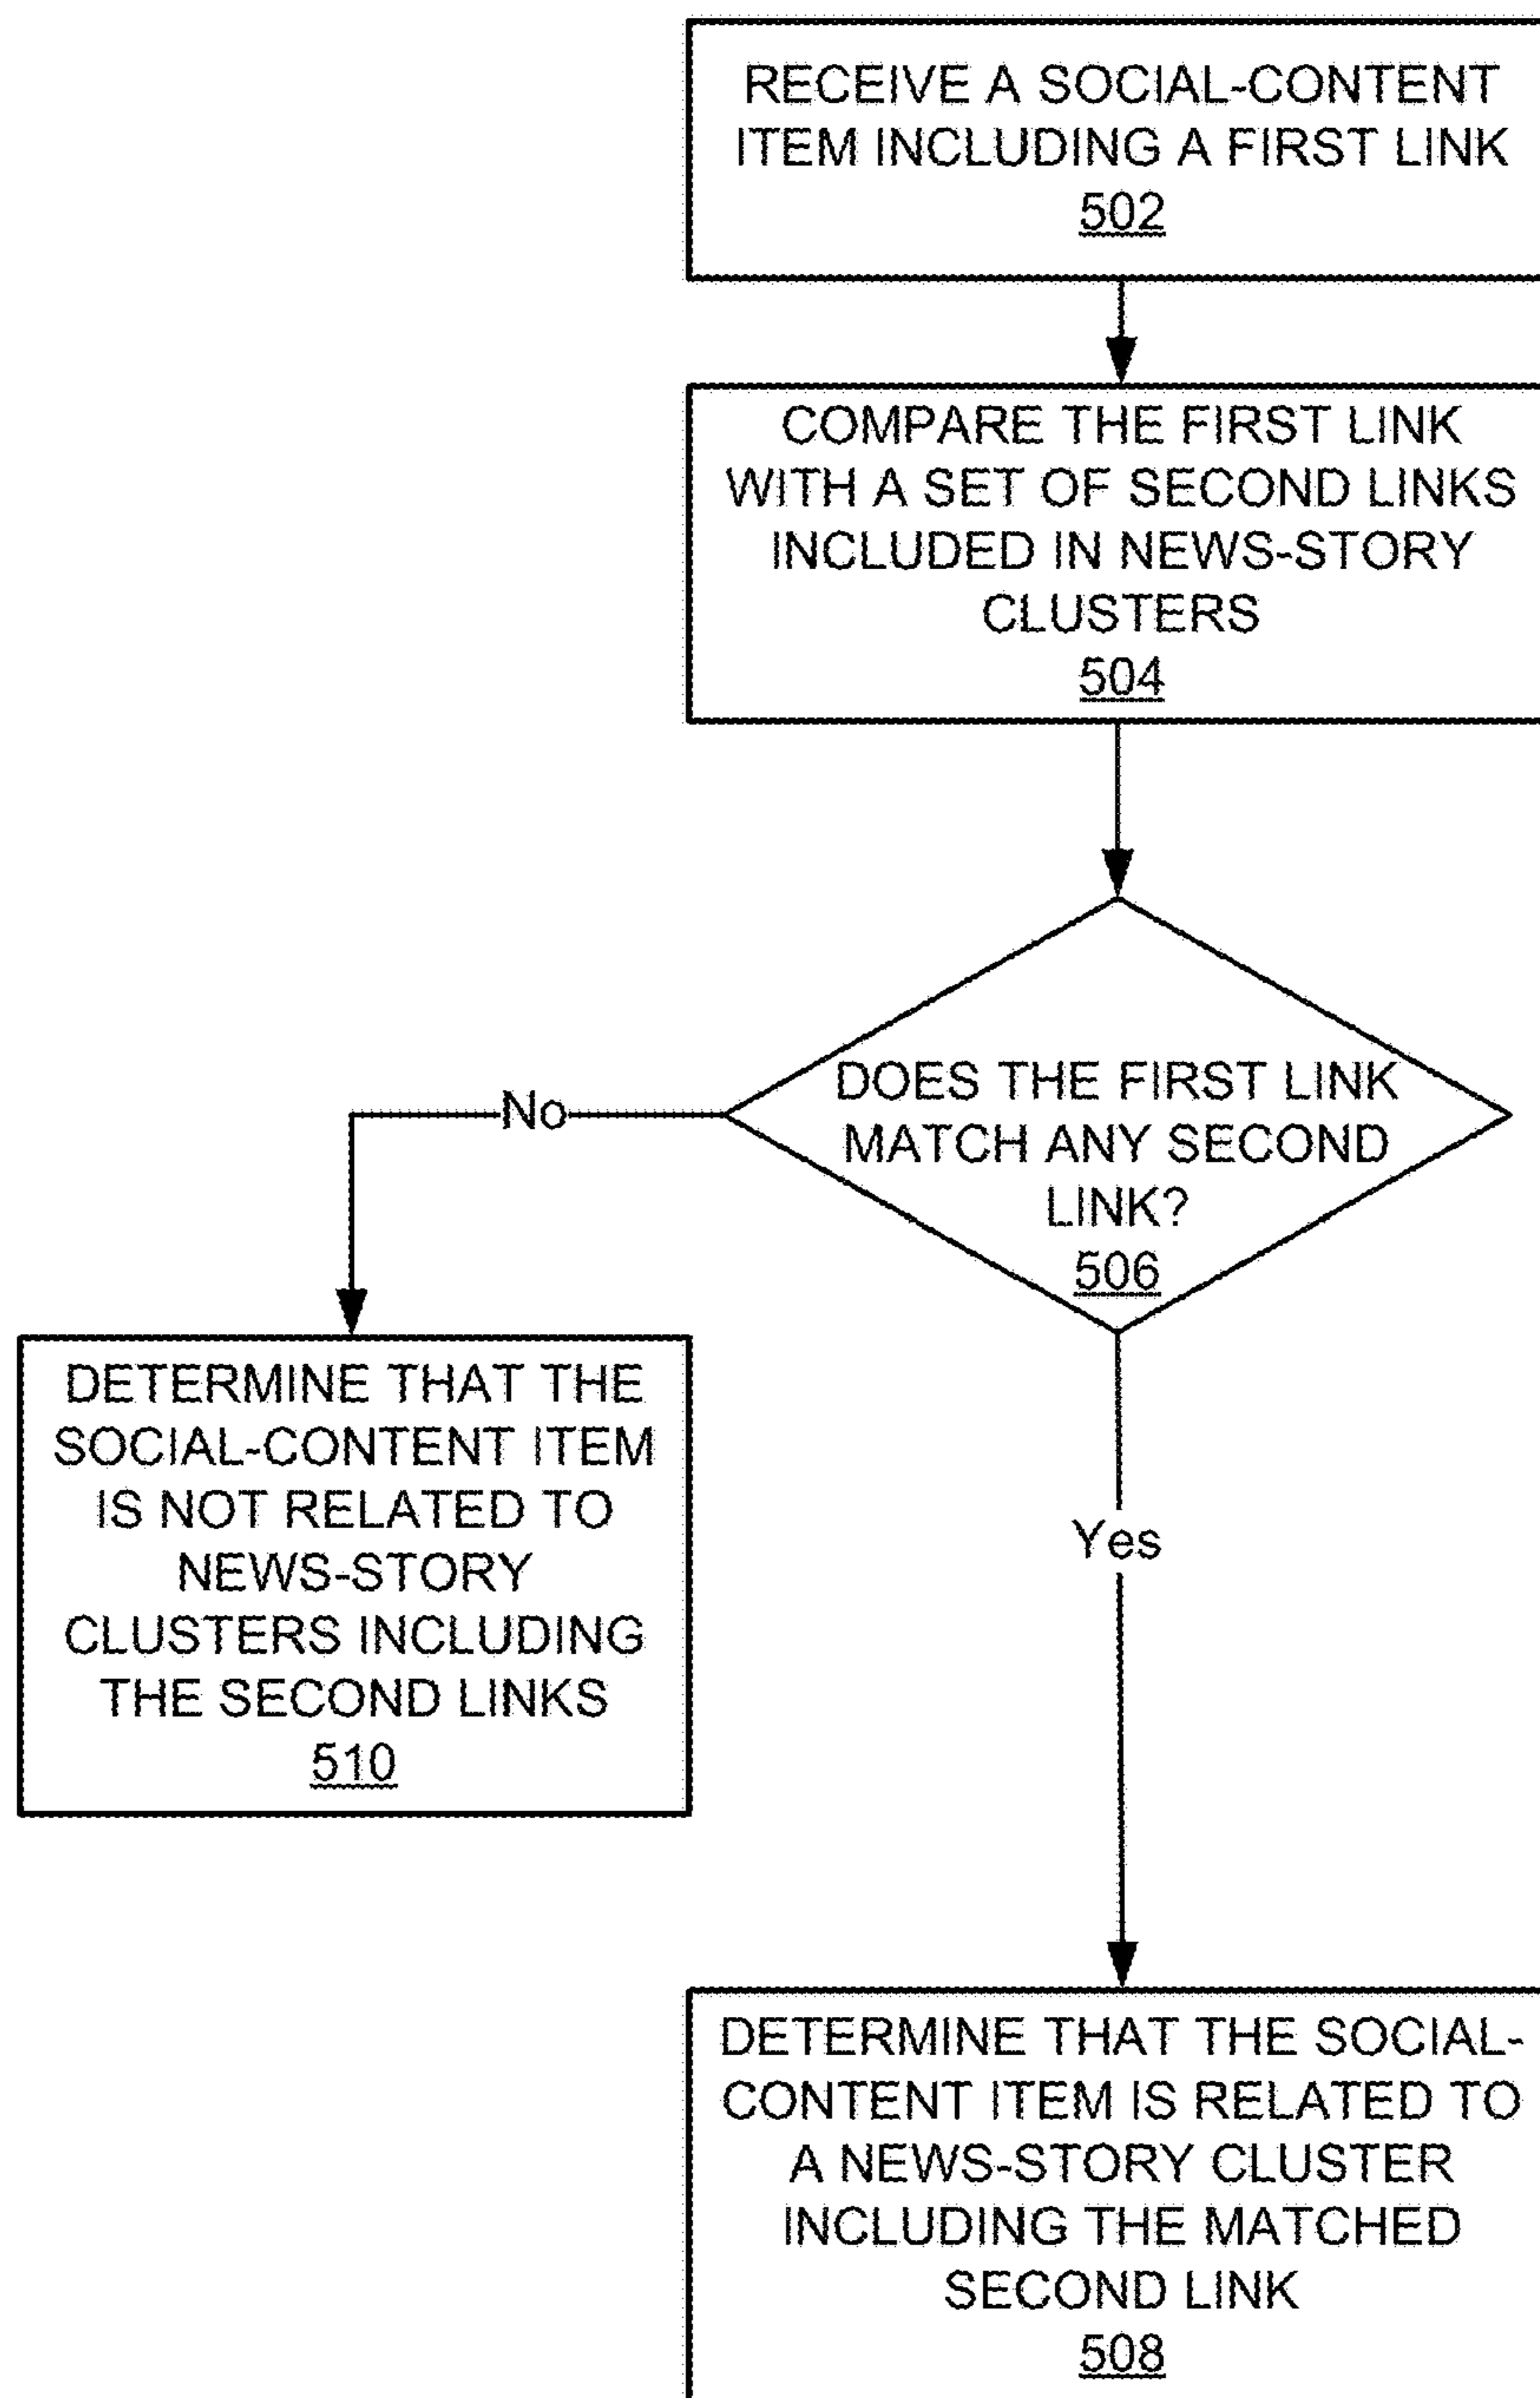 RECEIVE A SOCIAL-CONTENT
ITEM INCLUDING A FIRST LINK
502
COMPARE THE FIRST LINK
WITH A SET OF SECOND LINKS
INCLUDED IN NEWS-STORY
CLUSTERS
504
DOES THE FIRST LINK
MATCH ANY SECOND
LINK?
506
No
DETERMINE THAT THE
SOCIAL-CONTENT ITEM
IS NOT RELATED TO
NEWS-STORY
CLUSTERS INCLUDING
THE SECOND LINKS
510
Yes
DETERMINE THAT THE SOCIAL-
CONTENT ITEM IS RELATED TO
A NEWS-STORY CLUSTER
INCLUDING THE MATCHED
SECOND LINK
508